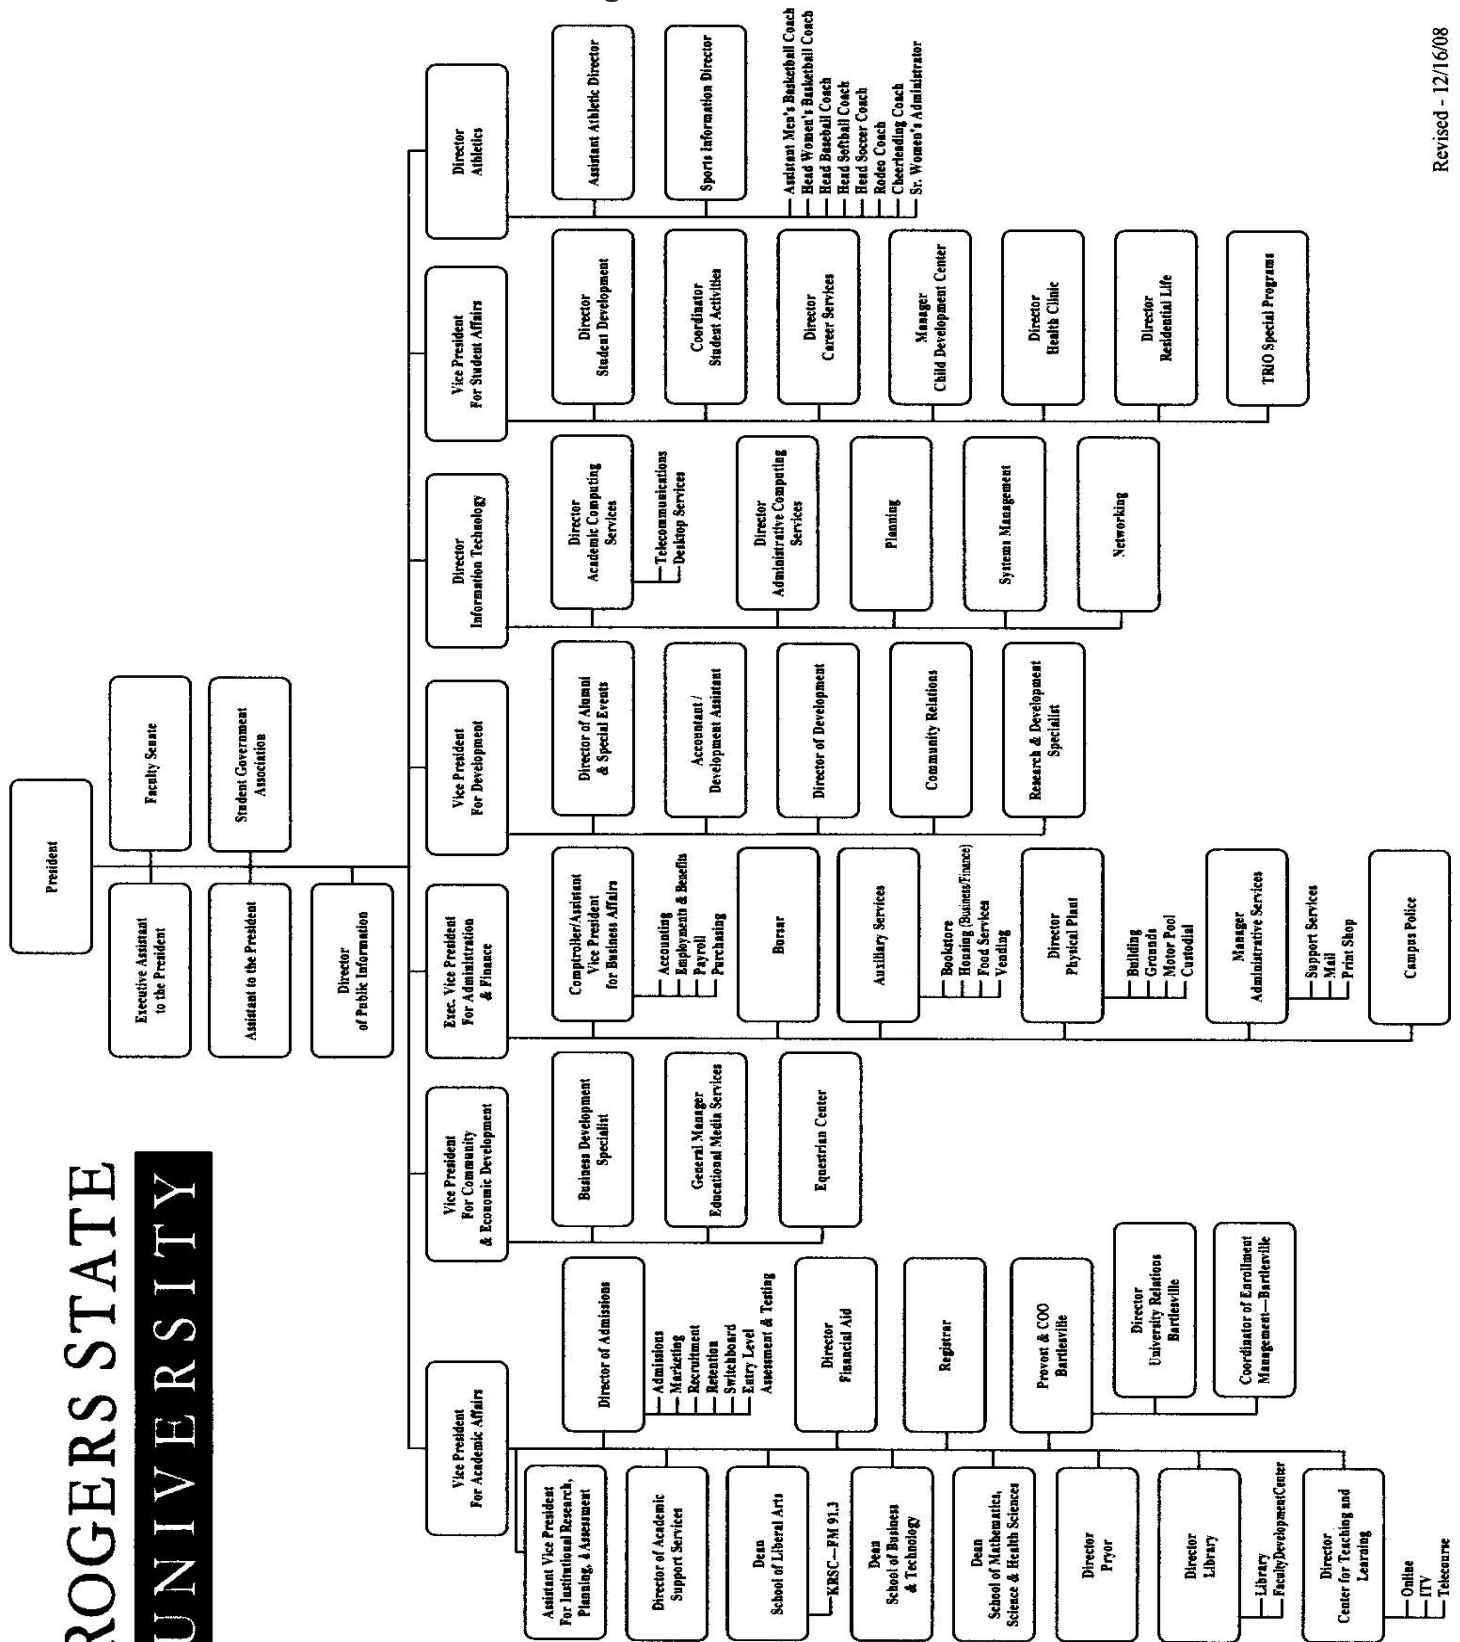 ROGERS STATE
UNIVERSITY
President
Executive Assistant
to the President
Faculty Senate
Assistant to the President
Student Government
Association
Director
of Public Information
Vice President
For Academic Affairs
Assistant Vice President
For Institutional Research,
Planning, & Assessment
Director of Academic
Support Services
Dean
School of Liberal Arts
KRSC—FM 91.3
Dean
School of Business
& Technology
Dean
School of Mathematics,
Science & Health Sciences
Director
Pryor
Director
Library
Library
FacultyDevelopmentCenter
Director
Center for Teaching and
Learning
Online
ITV
Telecourse
Director of Admissions
Admissions
Marketing
Recruitment
Retention
Switchboard
Entry Level
Assessment & Testing
Director
Financial Aid
Registrar
Provost & COO
Bartlesville
Director
University Relations
Bartlesville
Coordinator of Enrollment
Management—Bartlesville
Vice President
For Community
& Economic Development
Business Development
Specialist
General Manager
Educational Media Services
Equestrian Center
Exec. Vice President
For Administration
& Finance
Comptroller/Assistant
Vice President
for Business Affairs
Accounting
Employments & Benefits
Payroll
Purchasing
Bursar
Auxiliary Services
Bookstore
Housing (Business/Finance)
Food Services
Vending
Director
Physical Plant
Building
Grounds
Motor Pool
Custodial
Manager
Administrative Services
Support Services
Mail
Print Shop
Campus Police
Vice President
For Development
Director of Alumni
& Special Events
Accountant /
Development Assistant
Director of Development
Community Relations
Research & Development
Specialist
Director
Information Technology
Director
Academic Computing
Services
Telecommunications
Desktop Services
Director
Administrative Computing
Services
Planning
Systems Management
Networking
Vice President
For Student Affairs
Director
Student Development
Coordinator
Student Activities
Director
Career Services
Manager
Child Development Center
Director
Health Clinic
Director
Residential Life
TRiO Special Programs
Director
Athletics
Assistant Athletic Director
Sports Information Director
Assistant Men's Basketball Coach
Head Women's Basketball Coach
Head Baseball Coach
Head Softball Coach
Head Soccer Coach
Rodeo Coach
Cheerleading Coach
Sr. Women's Administrator
Revised - 12/16/08